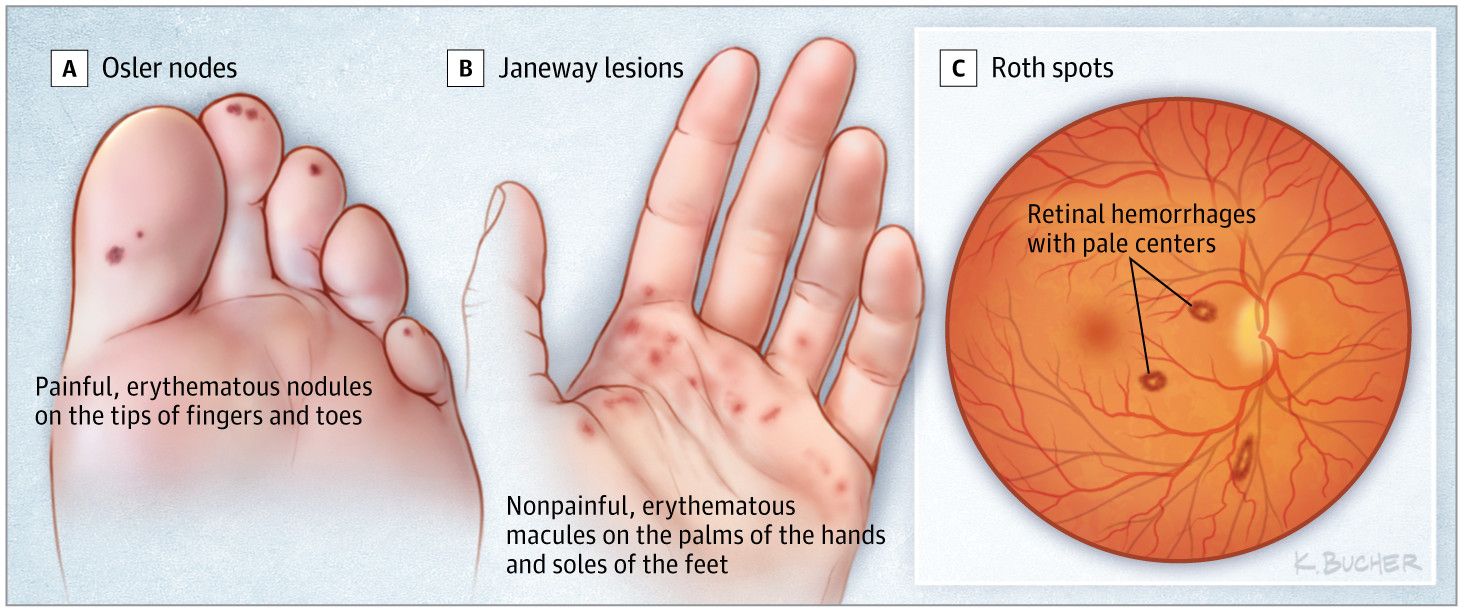 A Osler nodes
Painful, erythematous nodules
on the tips of fingers and toes
B Janeway lesions
Nonpainful, erythematous
macules on the palms of the hands
and soles of the feet
C Roth spots
Retinal hemorrhages
with pale centers
K. BUCHER